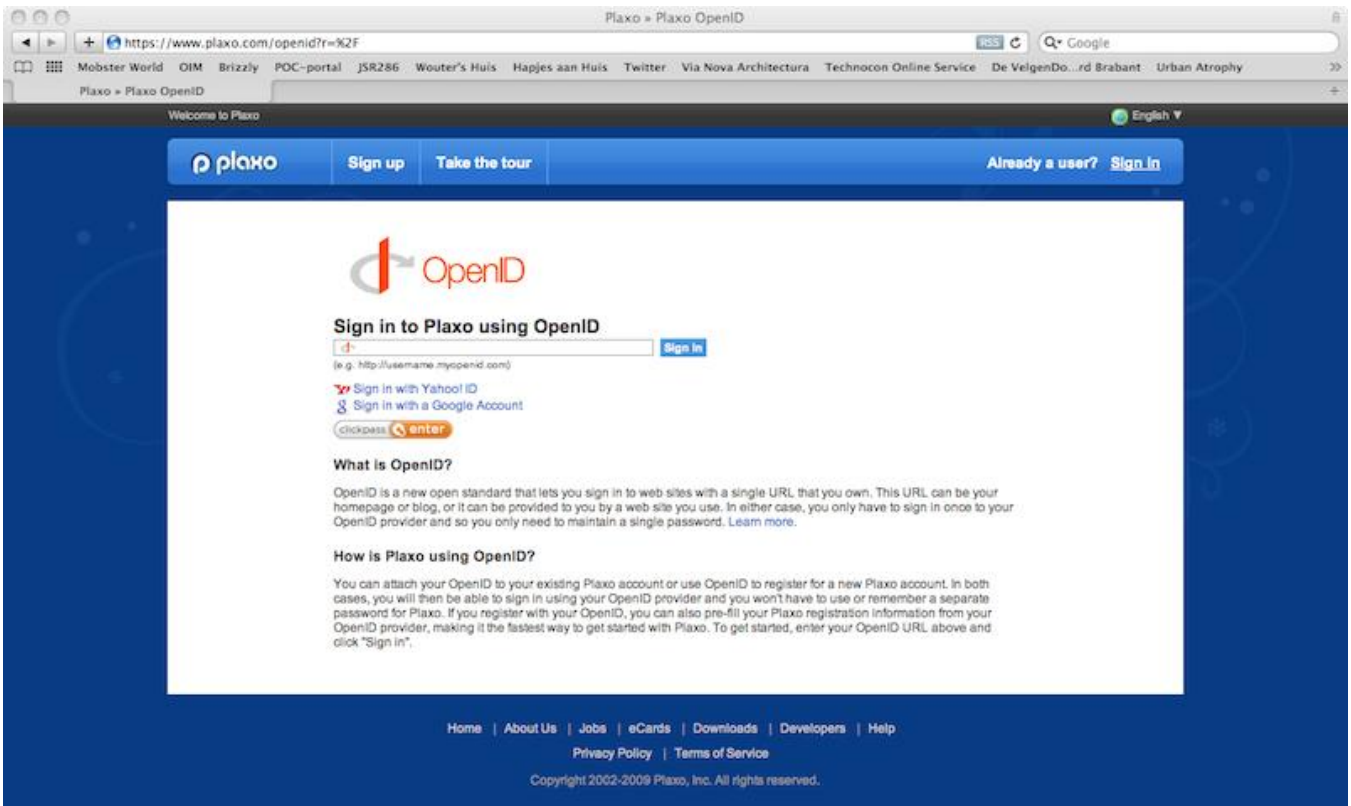 Plaxo » Plaxo OpenID
https://www.plaxo.com/openid?r=%2F RSS Google
Mobster World OIM Brizzly POC-portal JSR286 Wouter's Huis Hapjes aan Huis Twitter Via Nova Architectura Technocon Online Service De VelgenDo...rd Brabant Urban Atrophy
Plaxo » Plaxo OpenID
Welcome to Plaxo English
plaxo Sign up Take the tour Already a user? Sign in
OpenID
Sign in to Plaxo using OpenID
Sign in
(e.g. http://username.myopenid.com)
Sign in with Yahoo! ID
Sign in with a Google Account
clickpass enter
What is OpenID?
OpenID is a new open standard that lets you sign in to web sites with a single URL that you own. This URL can be your
homepage or blog, or it can be provided to you by a web site you use. In either case, you only have to sign in once to your
OpenID provider and so you only need to maintain a single password. Learn more.
How is Plaxo using OpenID?
You can attach your OpenID to your existing Plaxo account or use OpenID to register for a new Plaxo account. In both
cases, you will then be able to sign in using your OpenID provider and you won't have to use or remember a separate
password for Plaxo. If you register with your OpenID, you can also pre-fill your Plaxo registration information from your
OpenID provider, making it the fastest way to get started with Plaxo. To get started, enter your OpenID URL above and
click "Sign in".
Home | About Us | Jobs | eCards | Downloads | Developers | Help
Privacy Policy | Terms of Service
Copyright 2002-2009 Plaxo, Inc. All rights reserved.